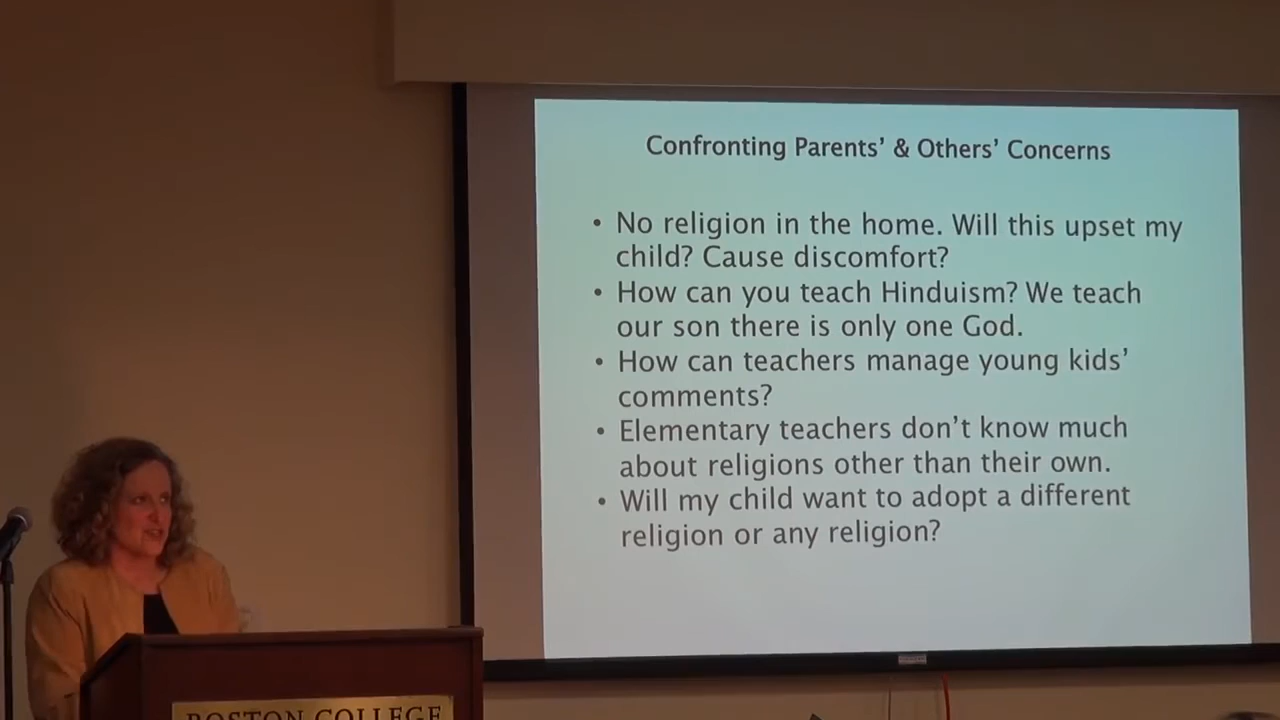 Confronting Parents' & Others' Concerns
• No religion in the home. Will this upset my
child? Cause discomfort?
• How can you teach Hinduism? We teach
our son there is only one God.
• How can teachers manage young kids'
comments?
• Elementary teachers don't know much
about religions other than their own.
• Will my child want to adopt a different
religion or any religion?
BOSTON COLLEGE